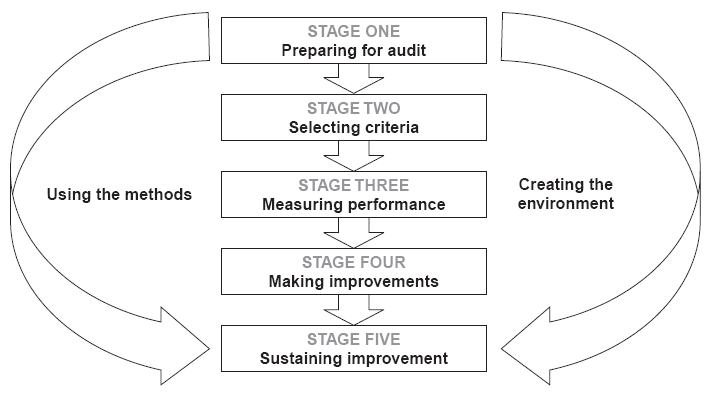 STAGE ONE
Preparing for audit
STAGE TWO
Selecting criteria
Using the methods
STAGE THREE
Measuring performance
Creating the
environment
STAGE FOUR
Making improvements
STAGE FIVE
Sustaining improvement